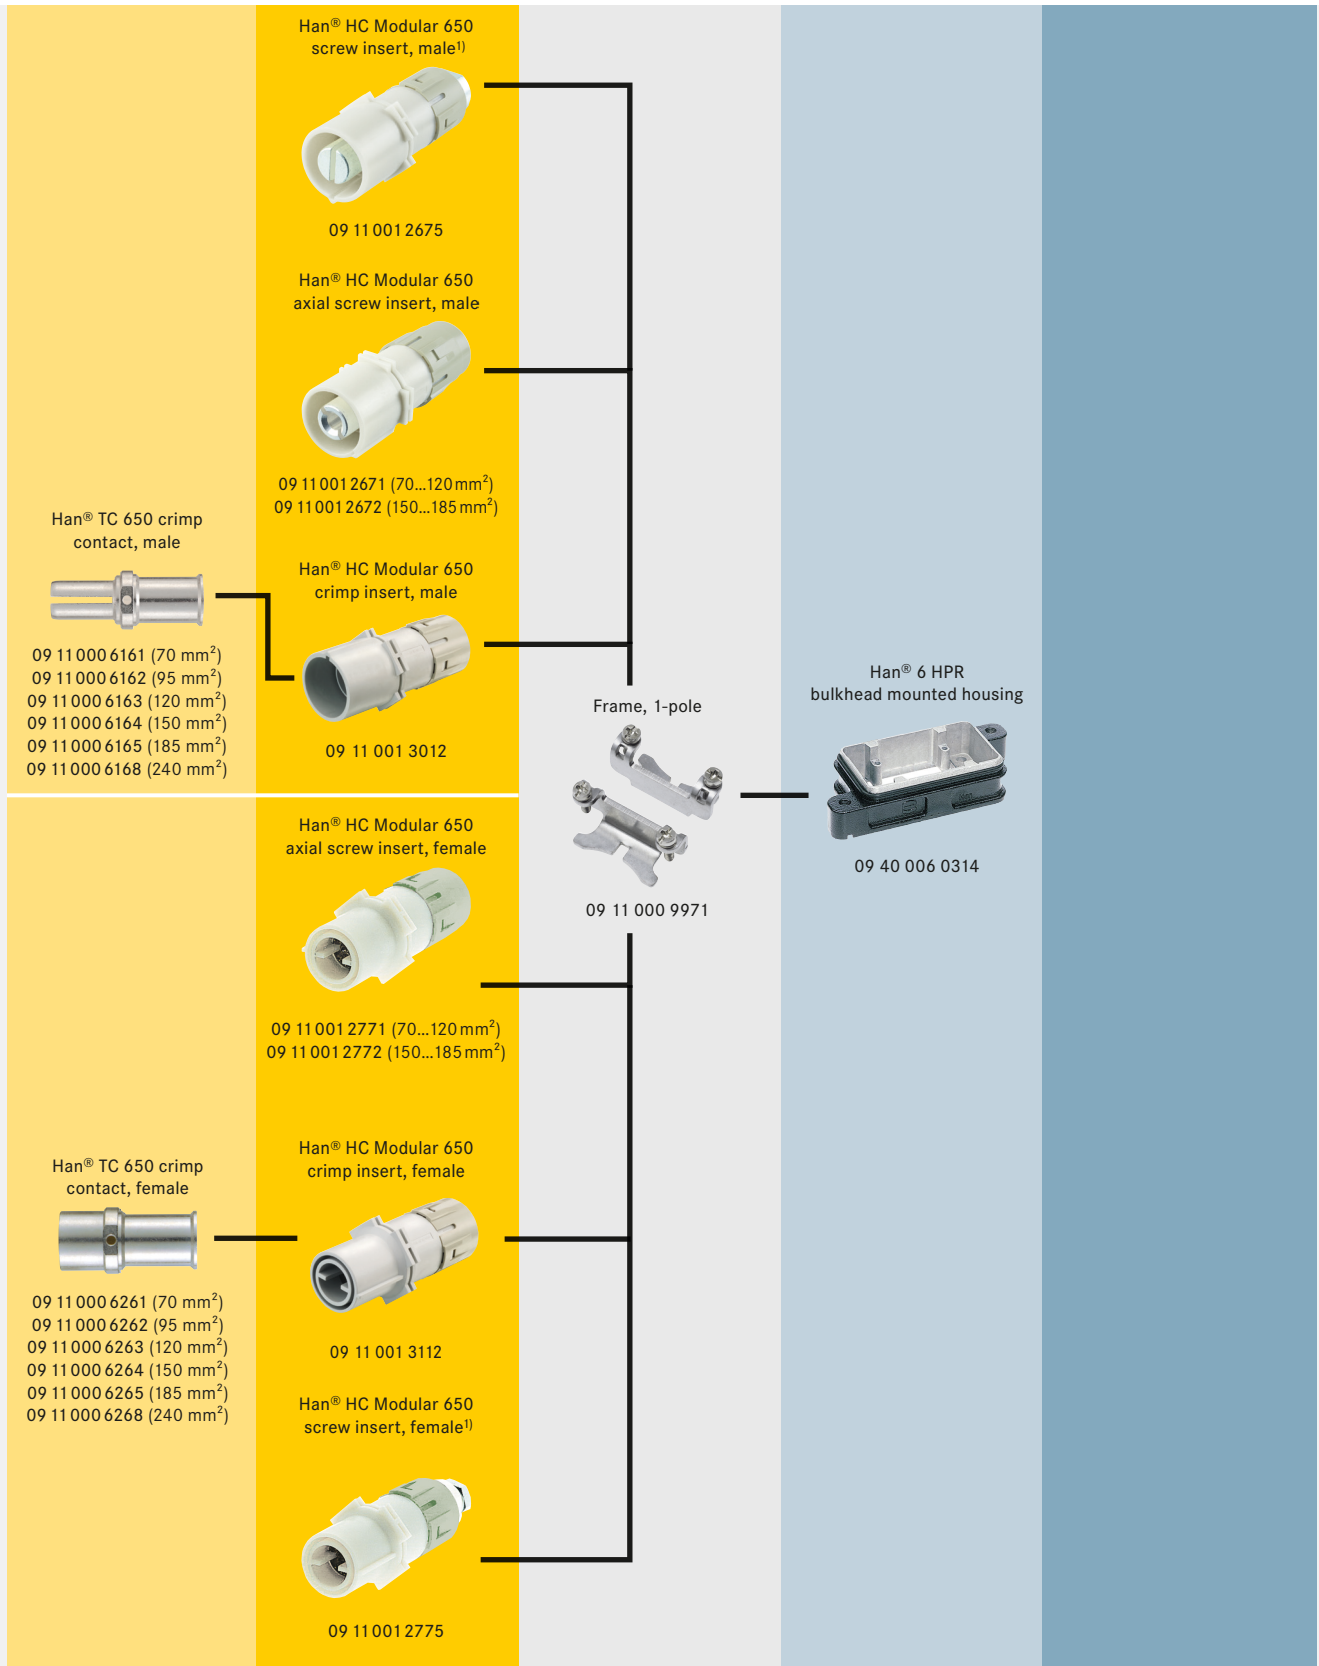 Han® HC Modular 650
screw insert, male1)
09 11 001 2675
Han® HC Modular 650
axial screw insert, male
09 11 001 2671 (70...120 mm²)
09 11 001 2672 (150...185 mm²)
Han® TC 650 crimp
contact, male
09 11 000 6161 (70 mm²)
09 11 000 6162 (95 mm²)
09 11 000 6163 (120 mm²)
09 11 000 6164 (150 mm²)
09 11 000 6165 (185 mm²)
09 11 000 6168 (240 mm²)
Han® HC Modular 650
crimp insert, male
09 11 001 3012
Frame, 1-pole
09 11 000 9971
Han® 6 HPR
bulkhead mounted housing
09 40 006 0314
Han® HC Modular 650
axial screw insert, female
09 11 001 2771 (70...120 mm²)
09 11 001 2772 (150...185 mm²)
Han® TC 650 crimp
contact, female
09 11 000 6261 (70 mm²)
09 11 000 6262 (95 mm²)
09 11 000 6263 (120 mm²)
09 11 000 6264 (150 mm²)
09 11 000 6265 (185 mm²)
09 11 000 6268 (240 mm²)
Han® HC Modular 650
crimp insert, female
09 11 001 3112
Han® HC Modular 650
screw insert, female1)
09 11 001 2775